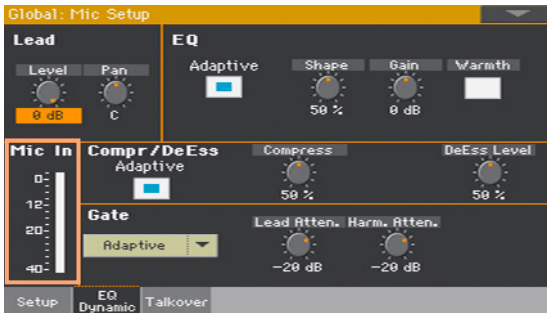 Global: Mic Setup
Lead
EQ
Level
Pan
Adaptive
Shape
Gain
Warmth
0 dB
C
50 %
0 dB
Mic In
Compr/DeEss
Adaptive
Compress
DeEss Level
50 %
50 %
0
12
20
40
Gate
Adaptive
Lead Atten.
Harm. Atten.
-20 dB
-20 dB
Setup
EQ
Dynamic
Talkover